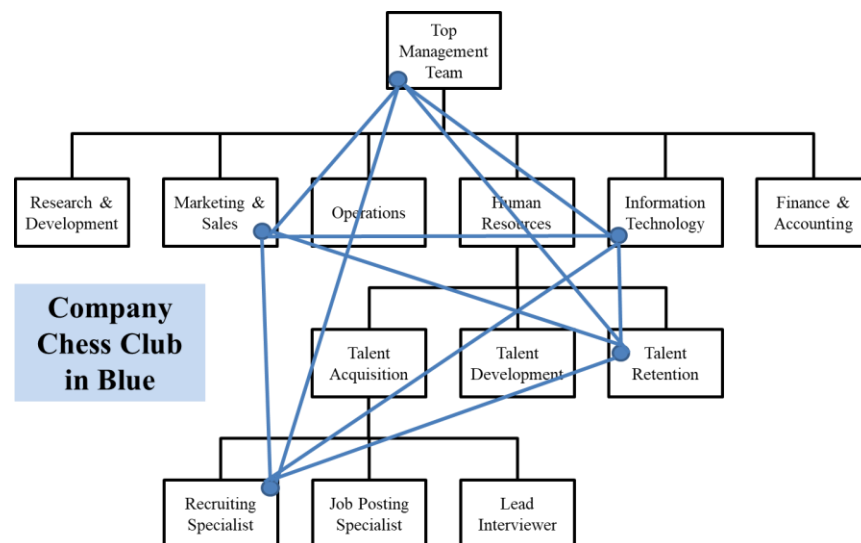 Top
Management
Team
Research &
Development
Marketing &
Sales
Operations
Human
Resources
Information
Technology
Finance &
Accounting
Company
Chess Club
in Blue
Talent
Acquisition
Talent
Development
Talent
Retention
Recruiting
Specialist
Job Posting
Specialist
Lead
Interviewer